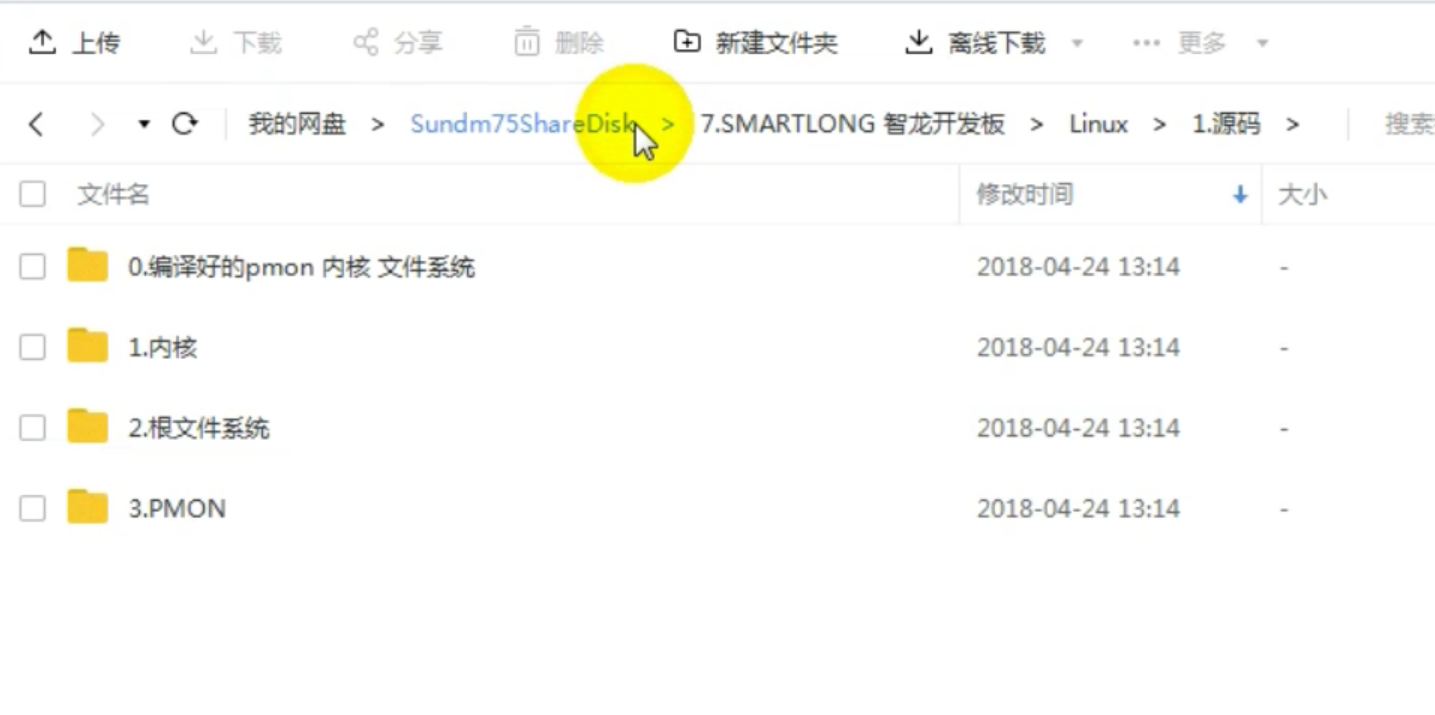 上传 下载 分享 删除 新建文件夹 离线下载 更多
我的网盘 > Sundm75ShareDisk > 7.SMARTLONG 智龙开发板 > Linux > 1.源码 > 搜索
文件名 修改时间 大小
0.编译好的pmon 内核 文件系统 2018-04-24 13:14 -
1.内核 2018-04-24 13:14 -
2.根文件系统 2018-04-24 13:14 -
3.PMON 2018-04-24 13:14 -